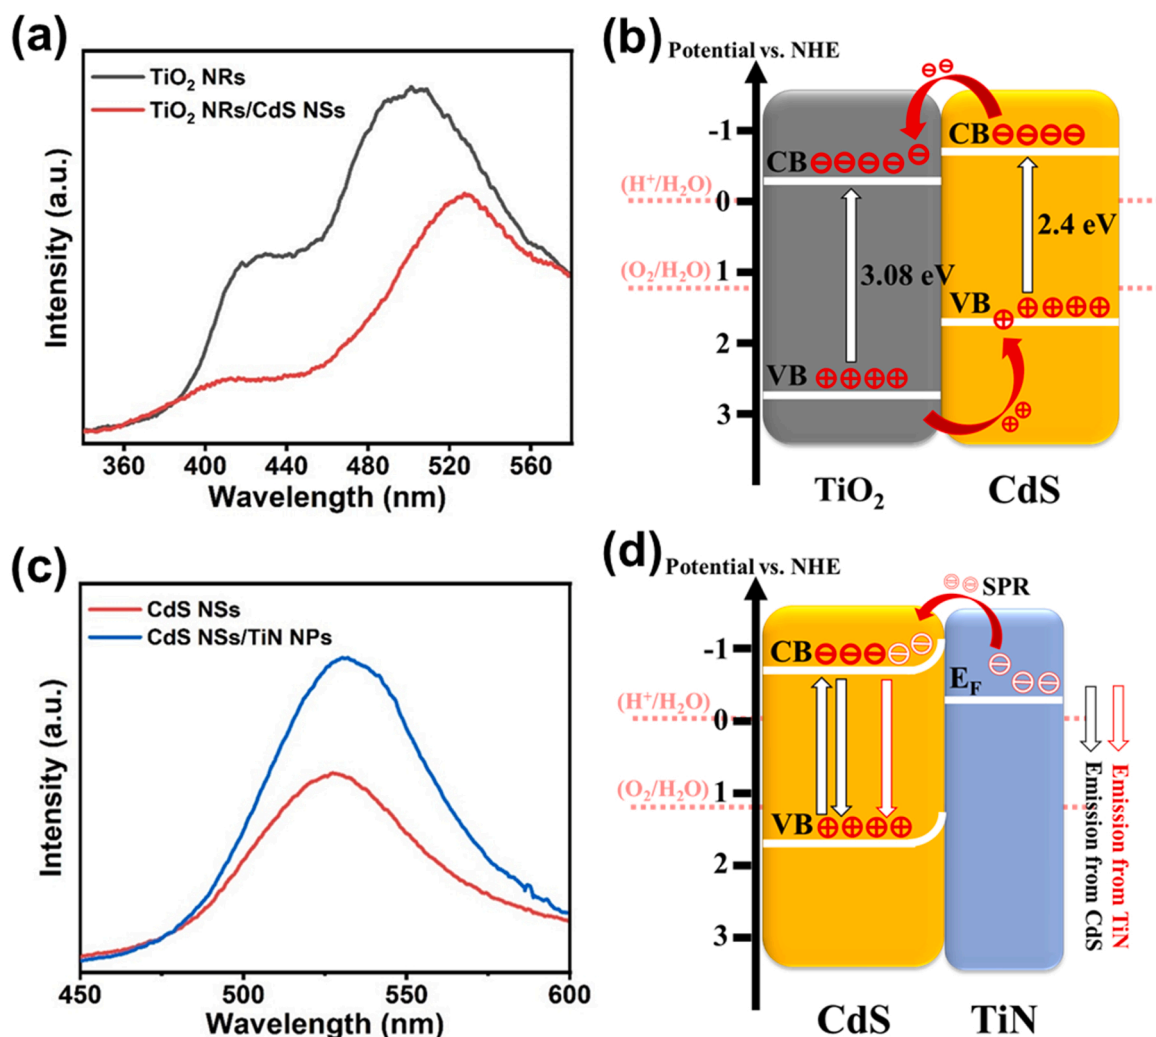 (a)
TiO2 NRs
TiO2 NRs/CdS NSs
Intensity (a.u.)
360 400 440 480 520 560
Wavelength (nm)
(b)
Potential vs. NHE
-1
0
1
2
3
(H+/H2O)
(O2/H2O)
CB
CB
3.08 eV
2.4 eV
VB
VB
TiO2
CdS
(c)
CdS NSs
CdS NSs/TiN NPs
Intensity (a.u.)
450 500 550 600
Wavelength (nm)
(d)
Potential vs. NHE
SPR
-1
0
1
2
3
(H+/H2O)
(O2/H2O)
CB
EF
VB
Emission from CdS
Emission from TiN
CdS
TiN